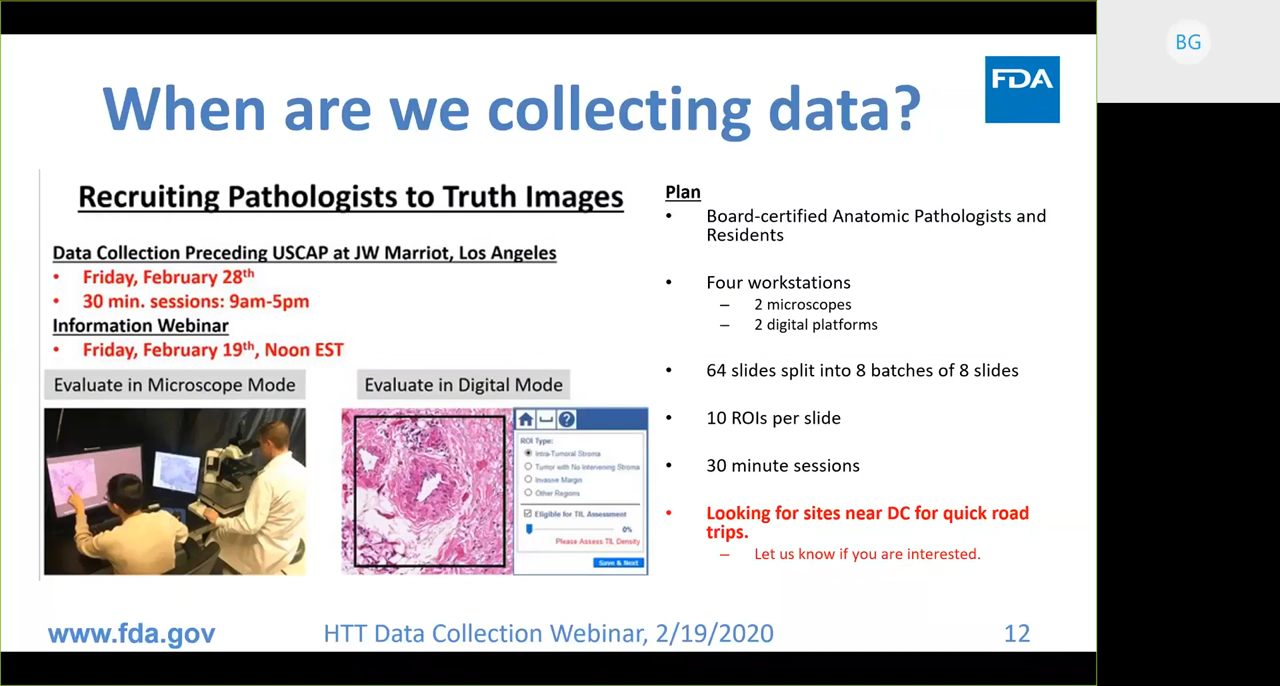 BG
FDA
When are we collecting data?
Recruiting Pathologists to Truth Images
Data Collection Preceding USCAP at JW Marriot, Los Angeles
• Friday, February 28th
• 30 min. sessions: 9am-5pm
Information Webinar
• Friday, February 19th, Noon EST
Evaluate in Microscope Mode
Evaluate in Digital Mode
ROI Type:
Intra-Tumoral Stroma
Tumor with No Intervening Stroma
Invasive Margin
Other Regions
Eligible for TIL Assessment
0%
Please Assess TIL Density
Save & Next
Plan
• Board-certified Anatomic Pathologists and
Residents
• Four workstations
– 2 microscopes
– 2 digital platforms
• 64 slides split into 8 batches of 8 slides
• 10 ROIs per slide
• 30 minute sessions
• Looking for sites near DC for quick road
trips.
– Let us know if you are interested.
www.fda.gov
HTT Data Collection Webinar, 2/19/2020
12